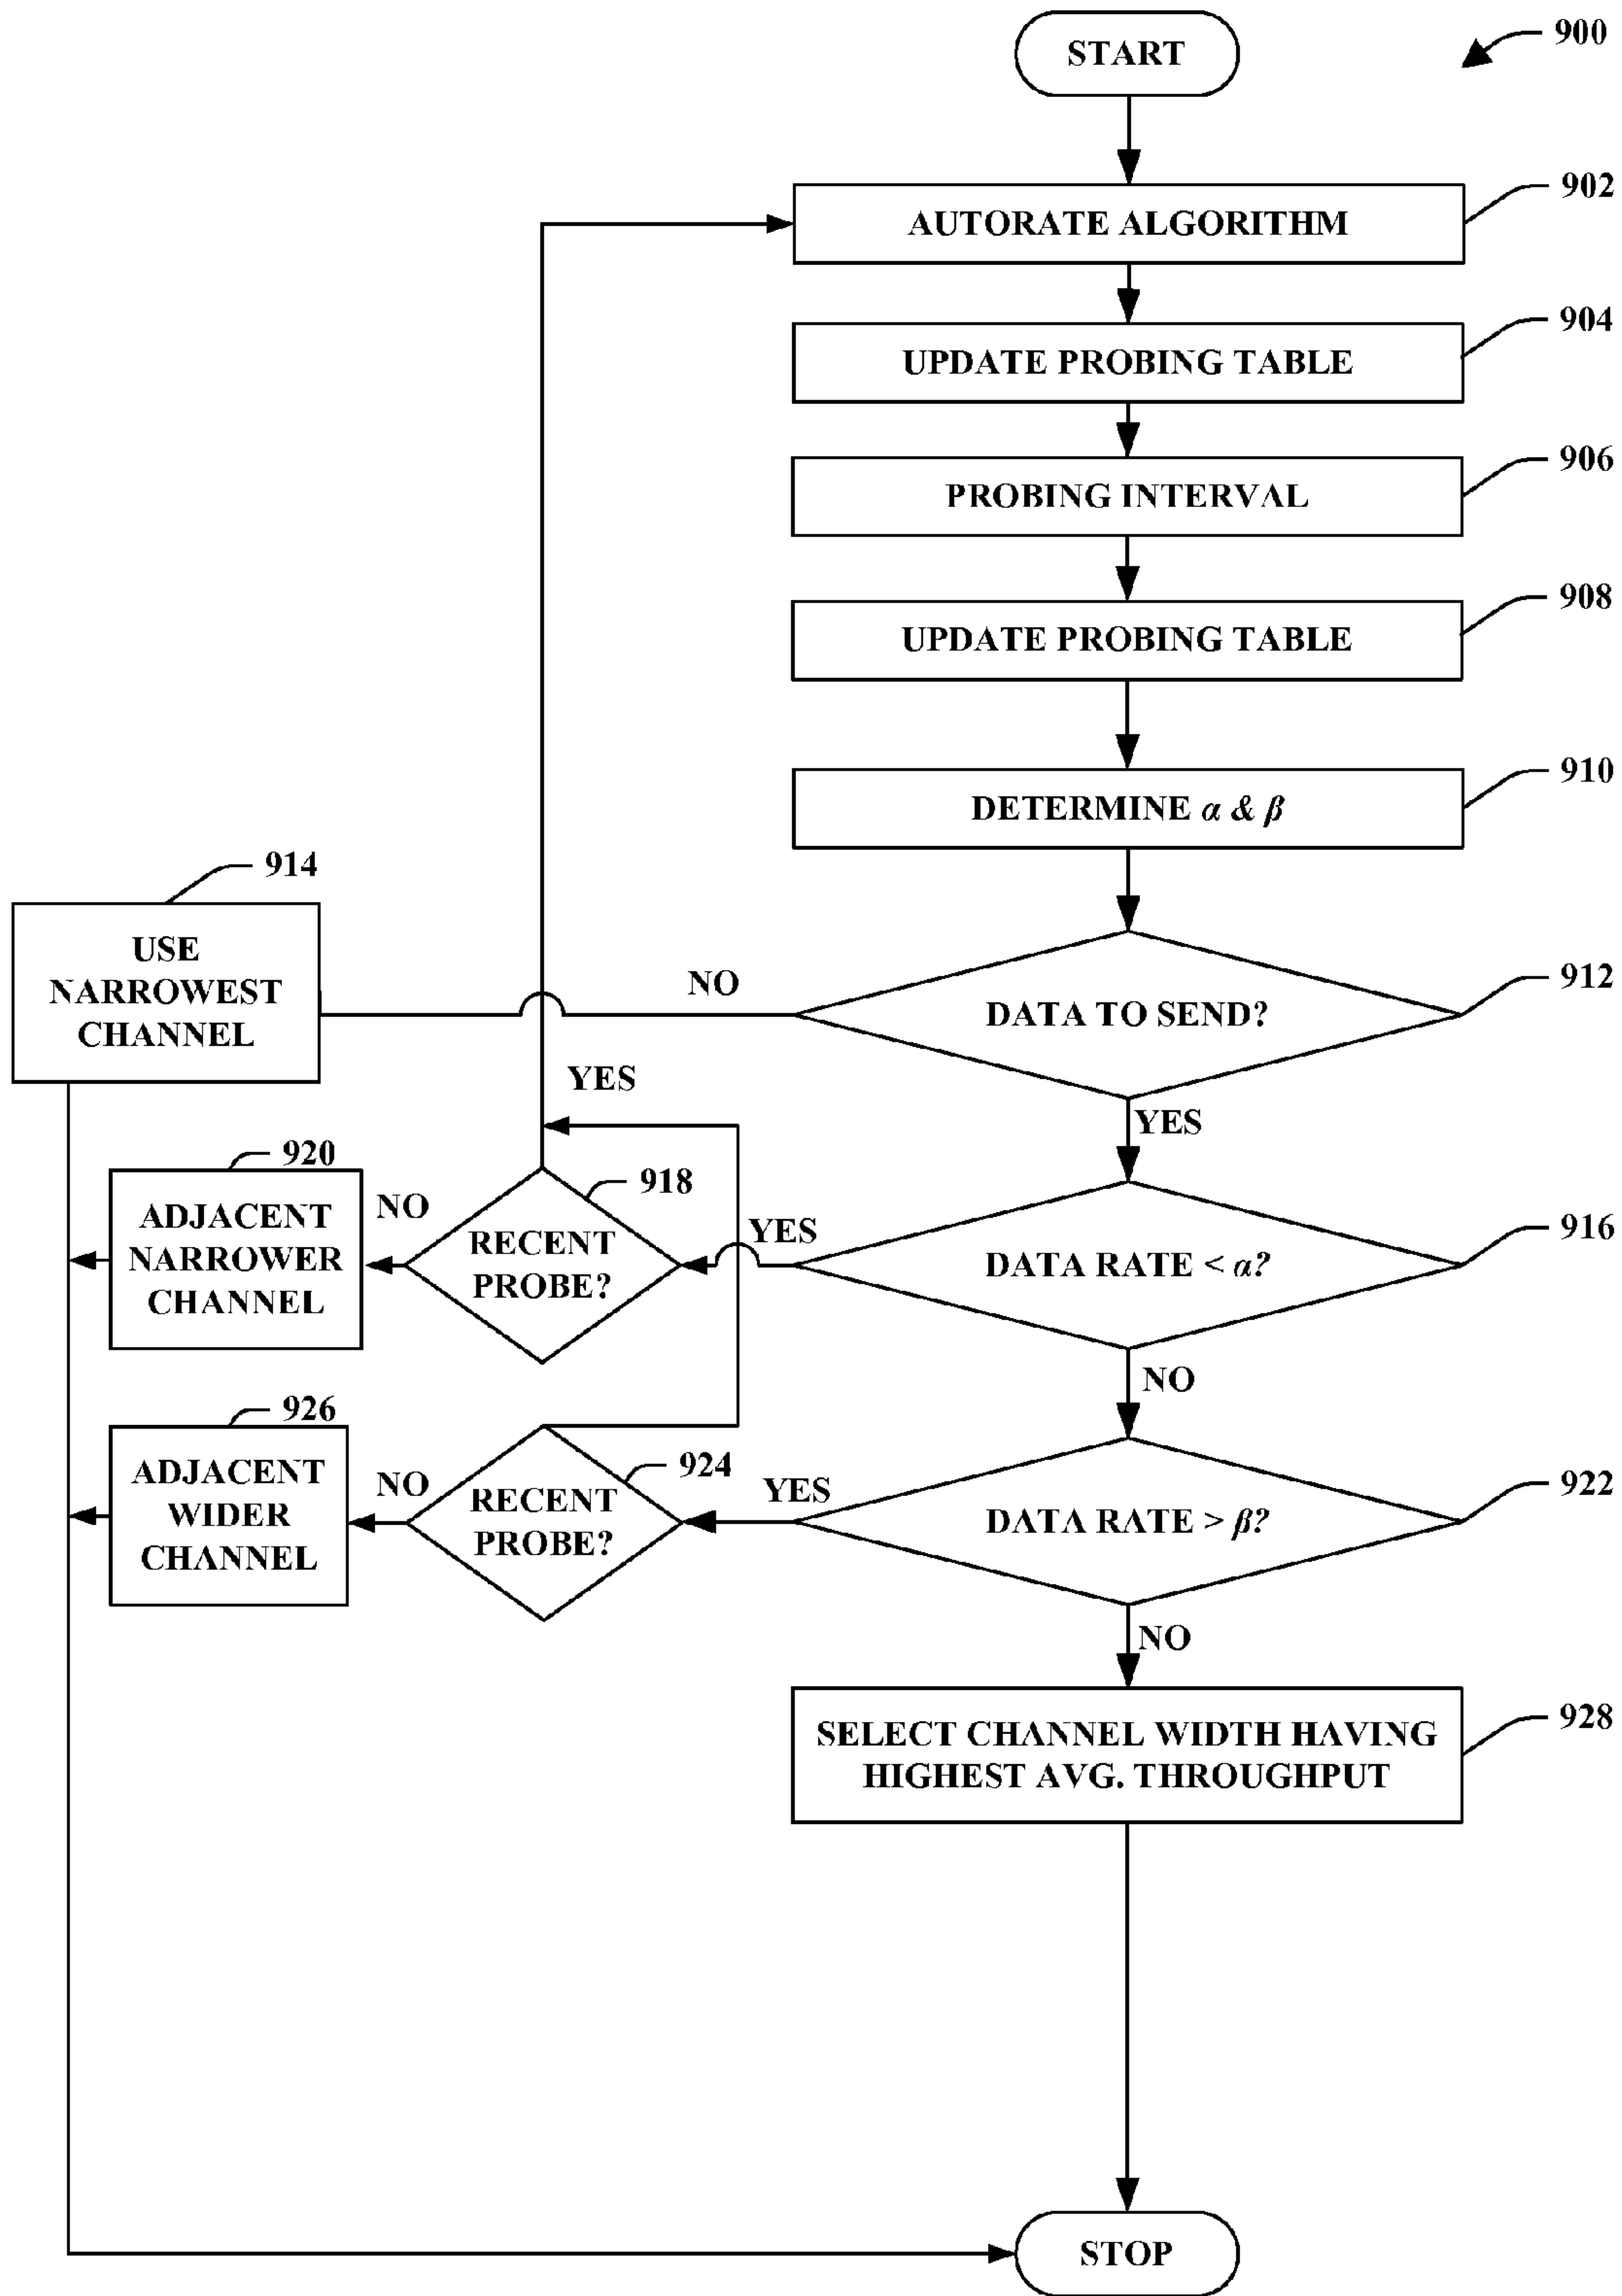 START
900
AUTORATE ALGORITHM
902
UPDATE PROBING TABLE
904
PROBING INTERVAL
906
UPDATE PROBING TABLE
908
DETERMINE α & β
910
914
USE
NARROWEST
CHANNEL
NO
DATA TO SEND?
912
YES
YES
920
ADJACENT
NARROWER
CHANNEL
NO
918
RECENT
PROBE?
YES
DATA RATE < α?
916
NO
926
ADJACENT
WIDER
CHANNEL
NO
924
RECENT
PROBE?
YES
DATA RATE > β?
922
NO
SELECT CHANNEL WIDTH HAVING
HIGHEST AVG. THROUGHPUT
928
STOP